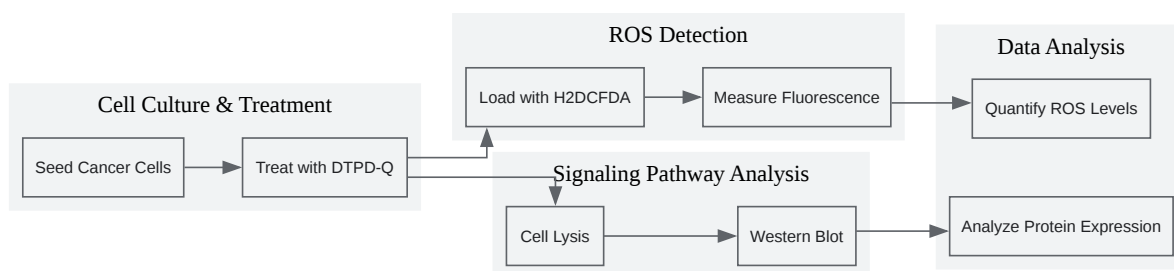 Cell Culture & Treatment
Seed Cancer Cells
Treat with DTPD-Q
ROS Detection
Load with H2DCFDA
Measure Fluorescence
Signaling Pathway Analysis
Cell Lysis
Western Blot
Data Analysis
Quantify ROS Levels
Analyze Protein Expression